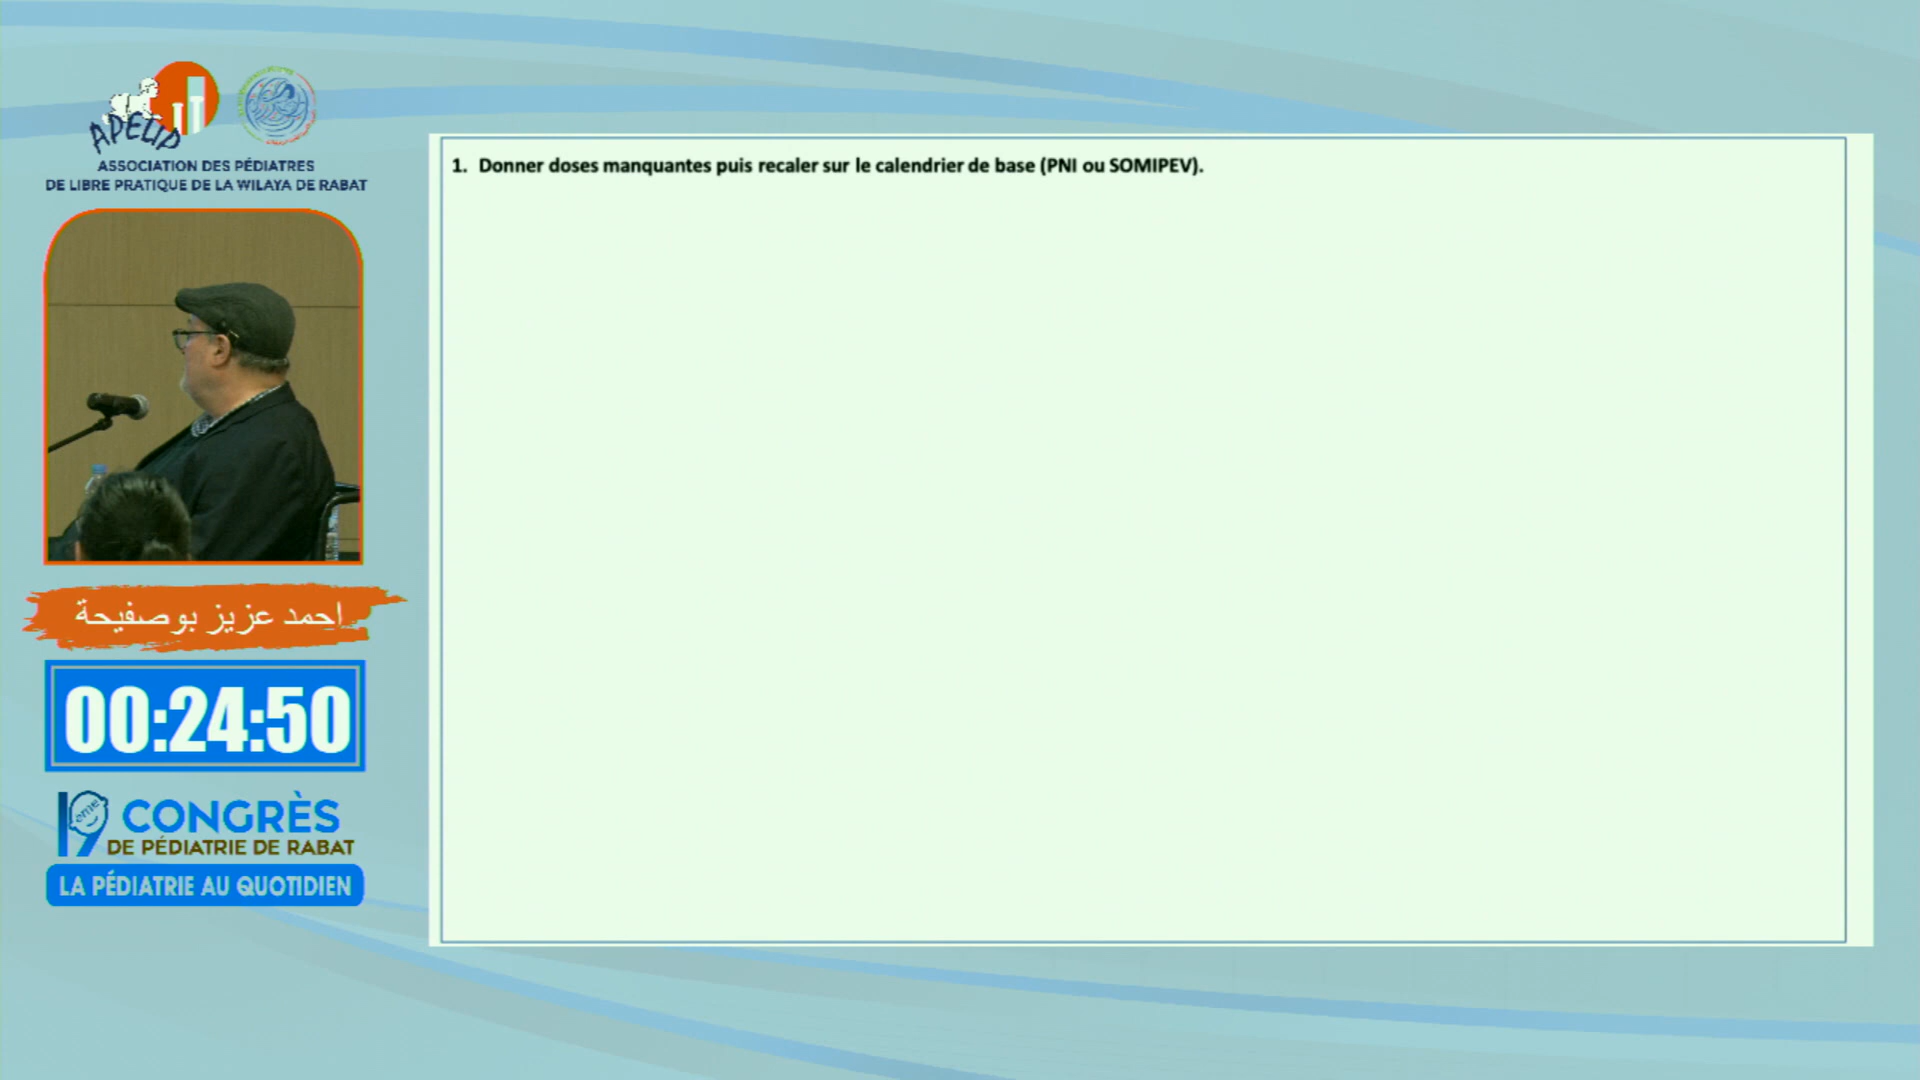 APELIP
ASSOCIATION DES PÉDIATRES
DE LIBRE PRATIQUE DE LA WILAYA DE RABAT
1. Donner doses manquantes puis recaler sur le calendrier de base (PNI ou SOMIPEV).
احمد عزيز بوصفيحة
00:24:50
19ème CONGRÈS
DE PÉDIATRIE DE RABAT
LA PÉDIATRIE AU QUOTIDIEN